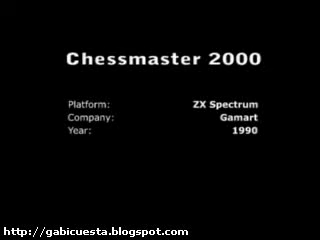 Chessmaster 2000
Platform: ZX Spectrum
Company: Gamart
Year: 1990
http://gabicuesta.blogspot.com